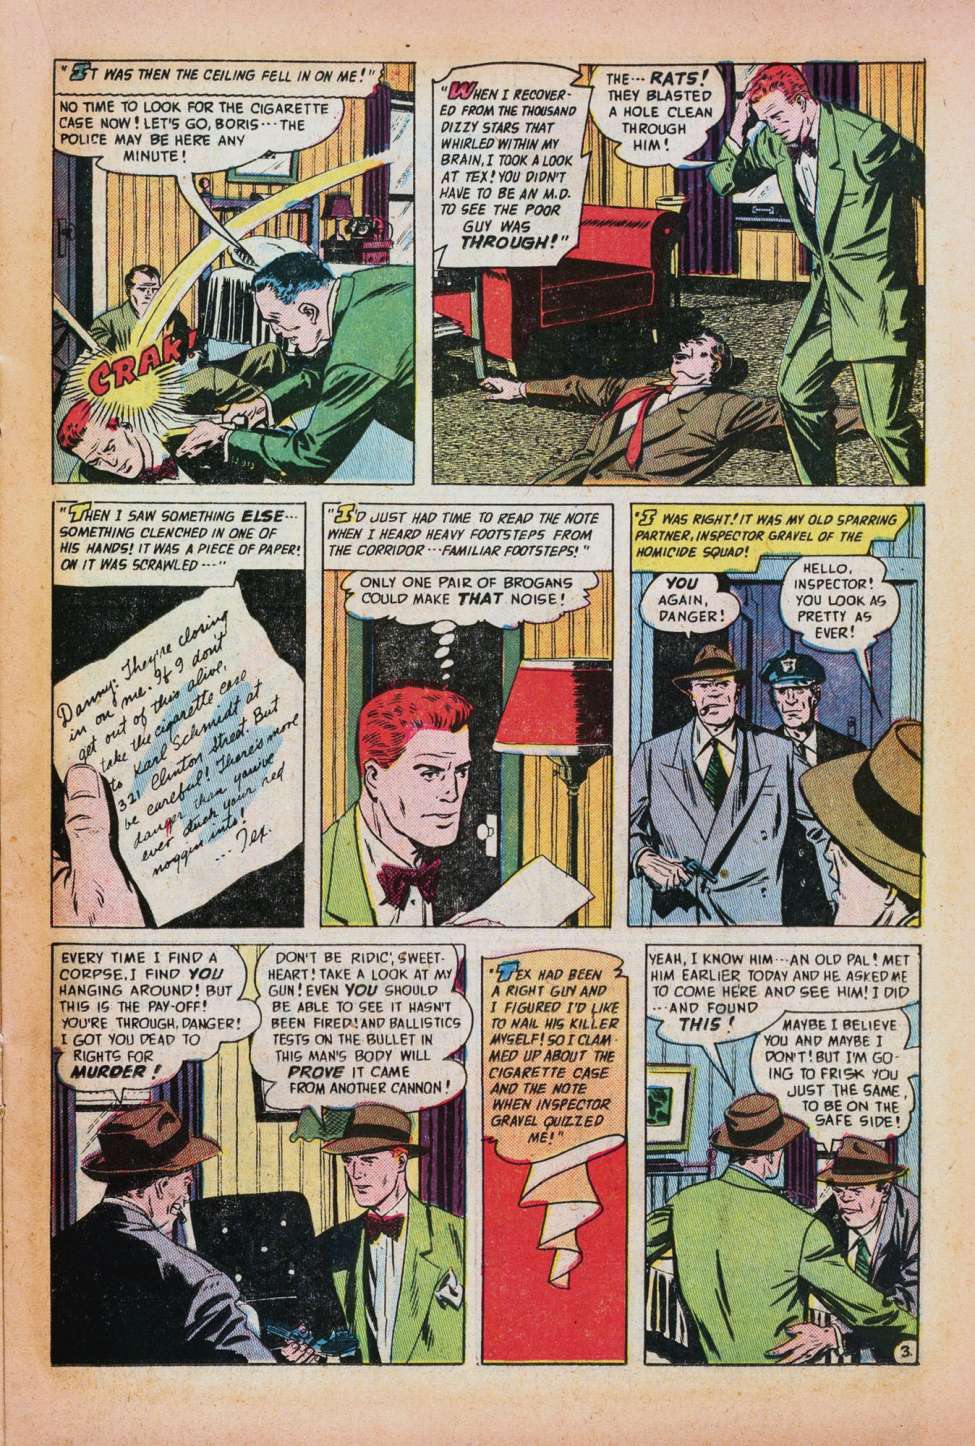 "IT WAS THEN THE CEILING FELL IN ON ME!"
NO TIME TO LOOK FOR THE CIGARETTE
CASE NOW! LET'S GO, BORIS---THE
POLICE MAY BE HERE ANY
MINUTE!
CRAK!
"WHEN I RECOVER-
ED FROM THE THOUSAND
DIZZY STARS THAT
WHIRLED WITHIN MY
BRAIN, I TOOK A LOOK
AT TEX! YOU DIDN'T
HAVE TO BE AN M.D.
TO SEE THE POOR
GUY WAS
THROUGH!"
THE--- RATS!
THEY BLASTED
A HOLE CLEAN
THROUGH
HIM!
"THEN I SAW SOMETHING ELSE---
SOMETHING CLENCHED IN ONE OF
HIS HANDS! IT WAS A PIECE OF PAPER!
ON IT WAS SCRAWLED ---"
Danny: They're closing
in on me. If I don't
get out of this alive,
take the cigarette case
to Karl Schmidt at
321 Clinton Street. But
be careful! There's more
danger than you've
ever stuck your red
noggin into!
... Tex.
"I'D JUST HAD TIME TO READ THE NOTE
WHEN I HEARD HEAVY FOOTSTEPS FROM
THE CORRIDOR ---FAMILIAR FOOTSTEPS!"
ONLY ONE PAIR OF BROGANS
COULD MAKE THAT NOISE!
"I WAS RIGHT! IT WAS MY OLD SPARRING
PARTNER, INSPECTOR GRAVEL OF THE
HOMICIDE SQUAD!
YOU
AGAIN,
DANGER!
HELLO,
INSPECTOR!
YOU LOOK AS
PRETTY AS
EVER!
EVERY TIME I FIND A
CORPSE, I FIND YOU
HANGING AROUND! BUT
THIS IS THE PAY-OFF!
YOU'RE THROUGH, DANGER!
I GOT YOU DEAD TO
RIGHTS FOR
MURDER!
DON'T BE RIDIC', SWEET-
HEART! TAKE A LOOK AT MY
GUN! EVEN YOU SHOULD
BE ABLE TO SEE IT HASN'T
BEEN FIRED! AND BALLISTICS
TESTS ON THE BULLET IN
THIS MAN'S BODY WILL
PROVE IT CAME
FROM ANOTHER CANNON!
"TEX HAD BEEN
A RIGHT GUY AND
I FIGURED I'D LIKE
TO NAIL HIS KILLER
MYSELF! SO I CLAM-
MED UP ABOUT THE
CIGARETTE CASE
AND THE NOTE
WHEN INSPECTOR
GRAVEL QUIZZED
ME!"
YEAH, I KNOW HIM---AN OLD PAL! MET
HIM EARLIER TODAY AND HE ASKED ME
TO COME HERE AND SEE HIM! I DID
---AND FOUND
THIS!
MAYBE I BELIEVE
YOU AND MAYBE I
DON'T! BUT I'M GO-
ING TO FRISK YOU
JUST THE SAME,
TO BE ON THE
SAFE SIDE!
3